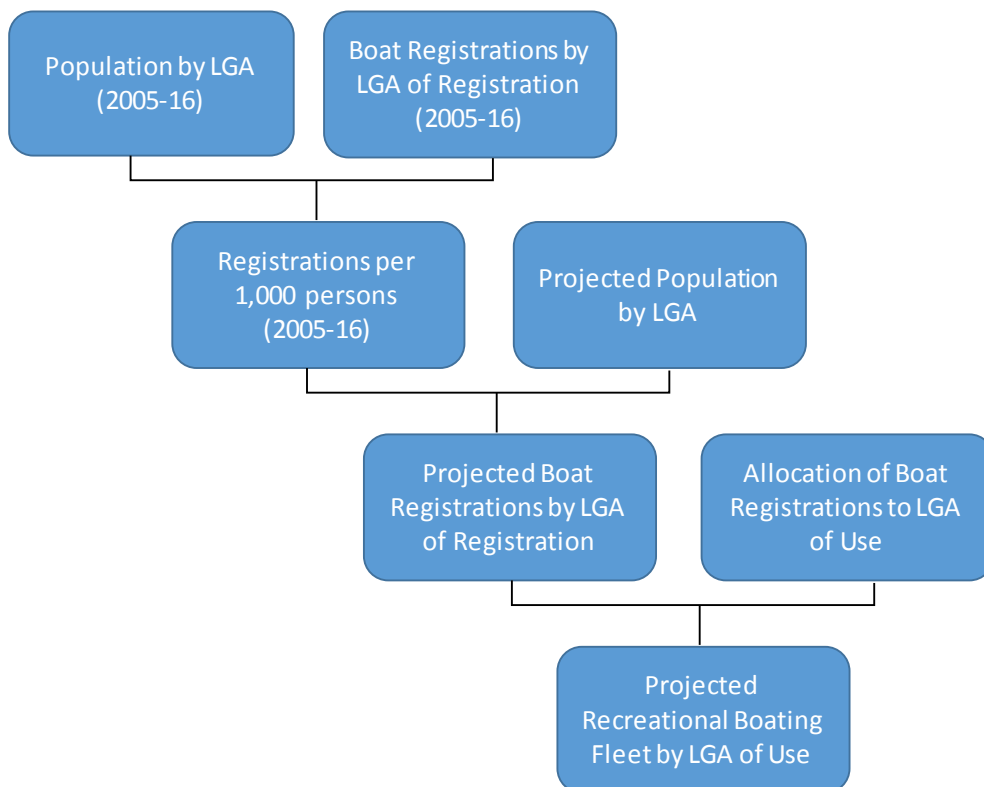 Population by LGA
(2005-16)
Boat Registrations by
LGA of Registration
(2005-16)
Registrations per
1,000 persons
(2005-16)
Projected Population
by LGA
Projected Boat
Registrations by LGA
of Registration
Allocation of Boat
Registrations to LGA
of Use
Projected
Recreational Boating
Fleet by LGA of Use